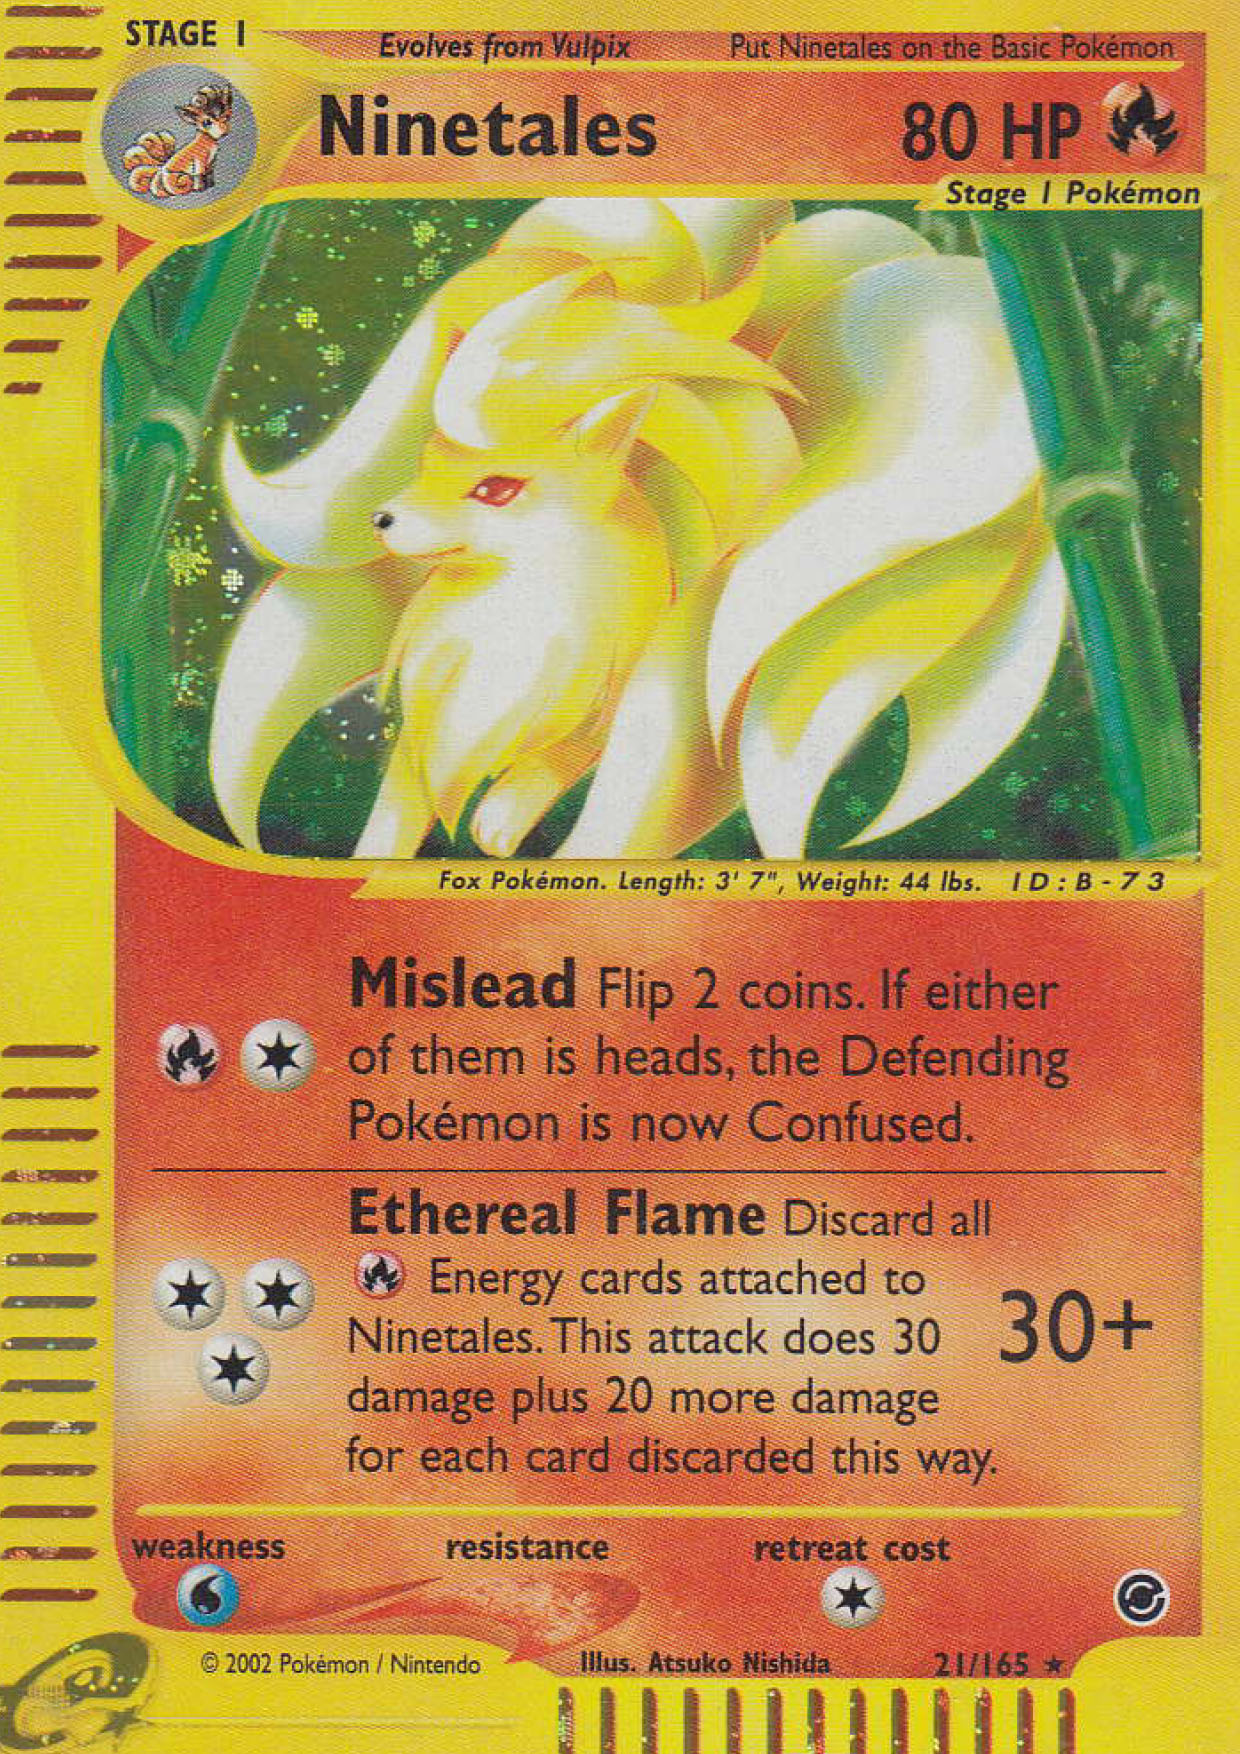 STAGE 1
Evolves from Vulpix
Put Ninetales on the Basic Pokémon
Ninetales
80 HP
Stage 1 Pokémon
Fox Pokémon. Length: 3' 7", Weight: 44 lbs. ID:B-73
Mislead Flip 2 coins. If either
of them is heads, the Defending
Pokémon is now Confused.
Ethereal Flame Discard all
Energy cards attached to
Ninetales. This attack does 30
damage plus 20 more damage
for each card discarded this way.
30+
weakness
resistance
retreat cost
© 2002 Pokémon / Nintendo
Illus. Atsuko Nishida
21/165 ★